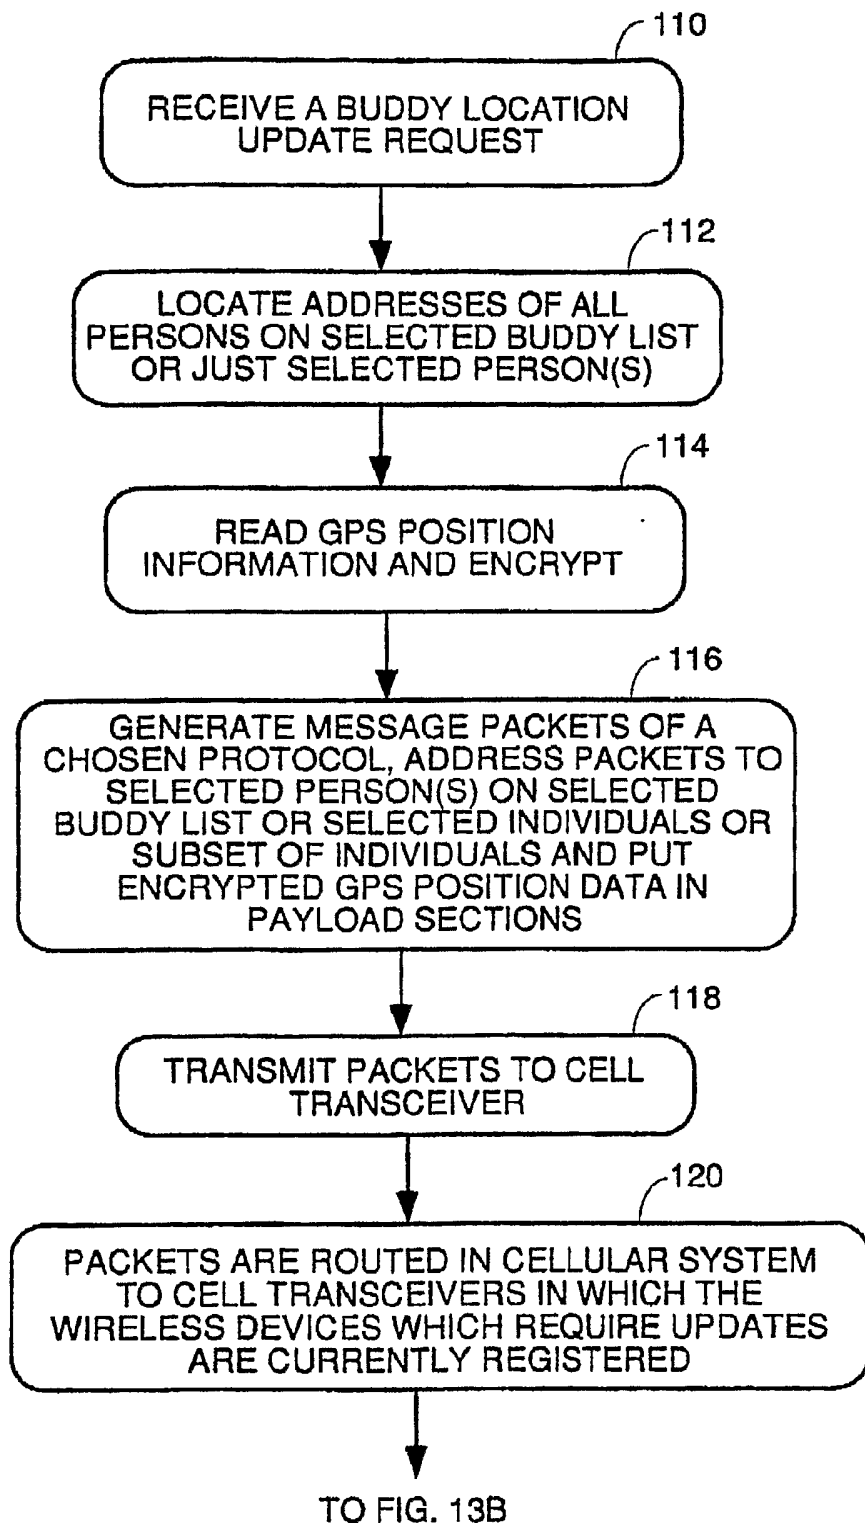 110
RECEIVE A BUDDY LOCATION
UPDATE REQUEST
112
LOCATE ADDRESSES OF ALL
PERSONS ON SELECTED BUDDY LIST
OR JUST SELECTED PERSON(S)
114
READ GPS POSITION
INFORMATION AND ENCRYPT
116
GENERATE MESSAGE PACKETS OF A
CHOSEN PROTOCOL, ADDRESS PACKETS TO
SELECTED PERSON(S) ON SELECTED
BUDDY LIST OR SELECTED INDIVIDUALS OR
SUBSET OF INDIVIDUALS AND PUT
ENCRYPTED GPS POSITION DATA IN
PAYLOAD SECTIONS
118
TRANSMIT PACKETS TO CELL
TRANSCEIVER
120
PACKETS ARE ROUTED IN CELLULAR SYSTEM
TO CELL TRANSCEIVERS IN WHICH THE
WIRELESS DEVICES WHICH REQUIRE UPDATES
ARE CURRENTLY REGISTERED
TO FIG. 13B